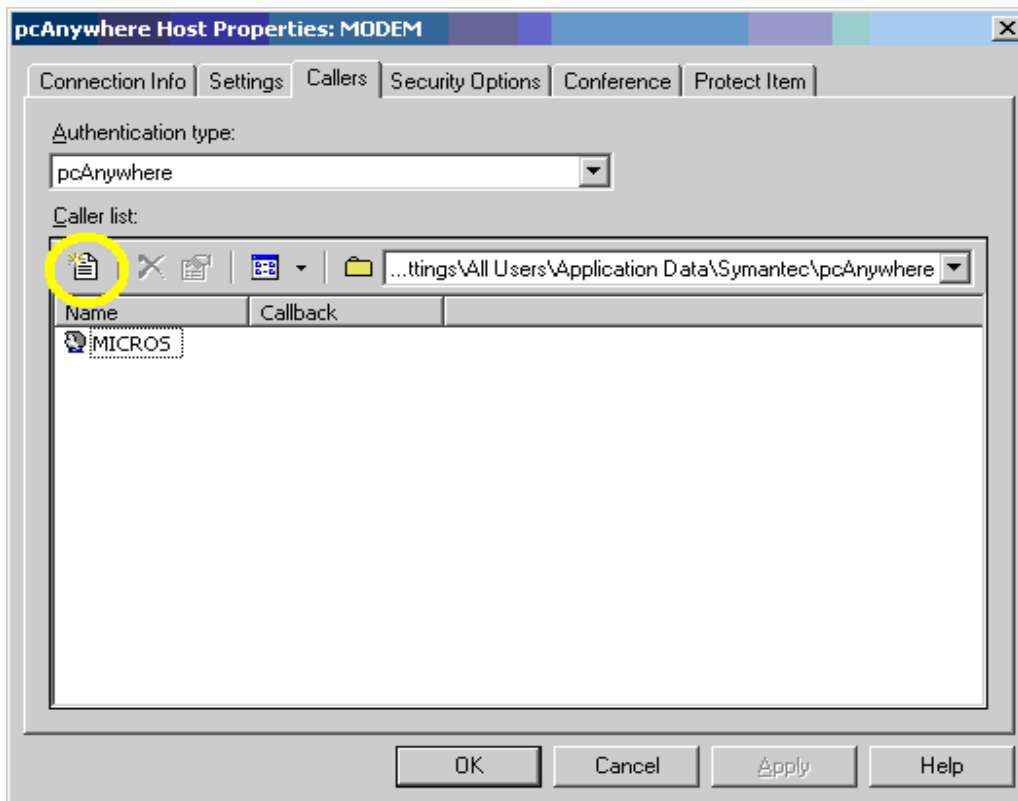 pcAnywhere Host Properties: MODEM
Connection Info Settings Callers Security Options Conference Protect Item
Authentication type:
pcAnywhere
Caller list:
...ttings\All Users\Application Data\Symantec\pcAnywhere
Name Callback
MICROS
OK Cancel Apply Help